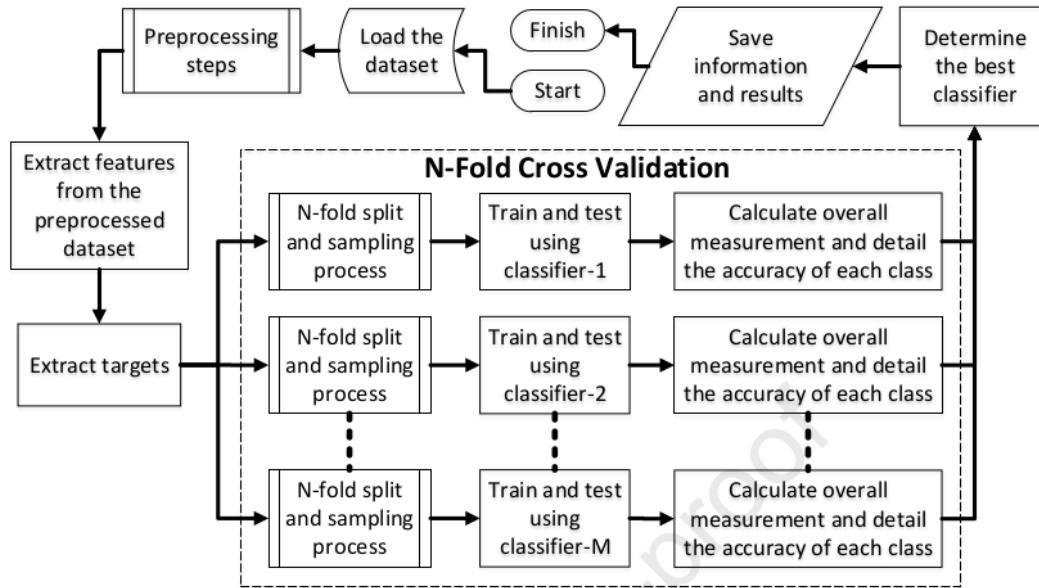 Preprocessing
steps
Load the
dataset
Finish
Start
Save
information
and results
Determine
the best
classifier
Extract features
from the
preprocessed
dataset
Extract targets
N-Fold Cross Validation
N-fold split
and sampling
process
Train and test
using
classifier-1
Calculate overall
measurement and detail
the accuracy of each class
N-fold split
and sampling
process
Train and test
using
classifier-2
Calculate overall
measurement and detail
the accuracy of each class
N-fold split
and sampling
process
Train and test
using
classifier-M
Calculate overall
measurement and detail
the accuracy of each class
proof